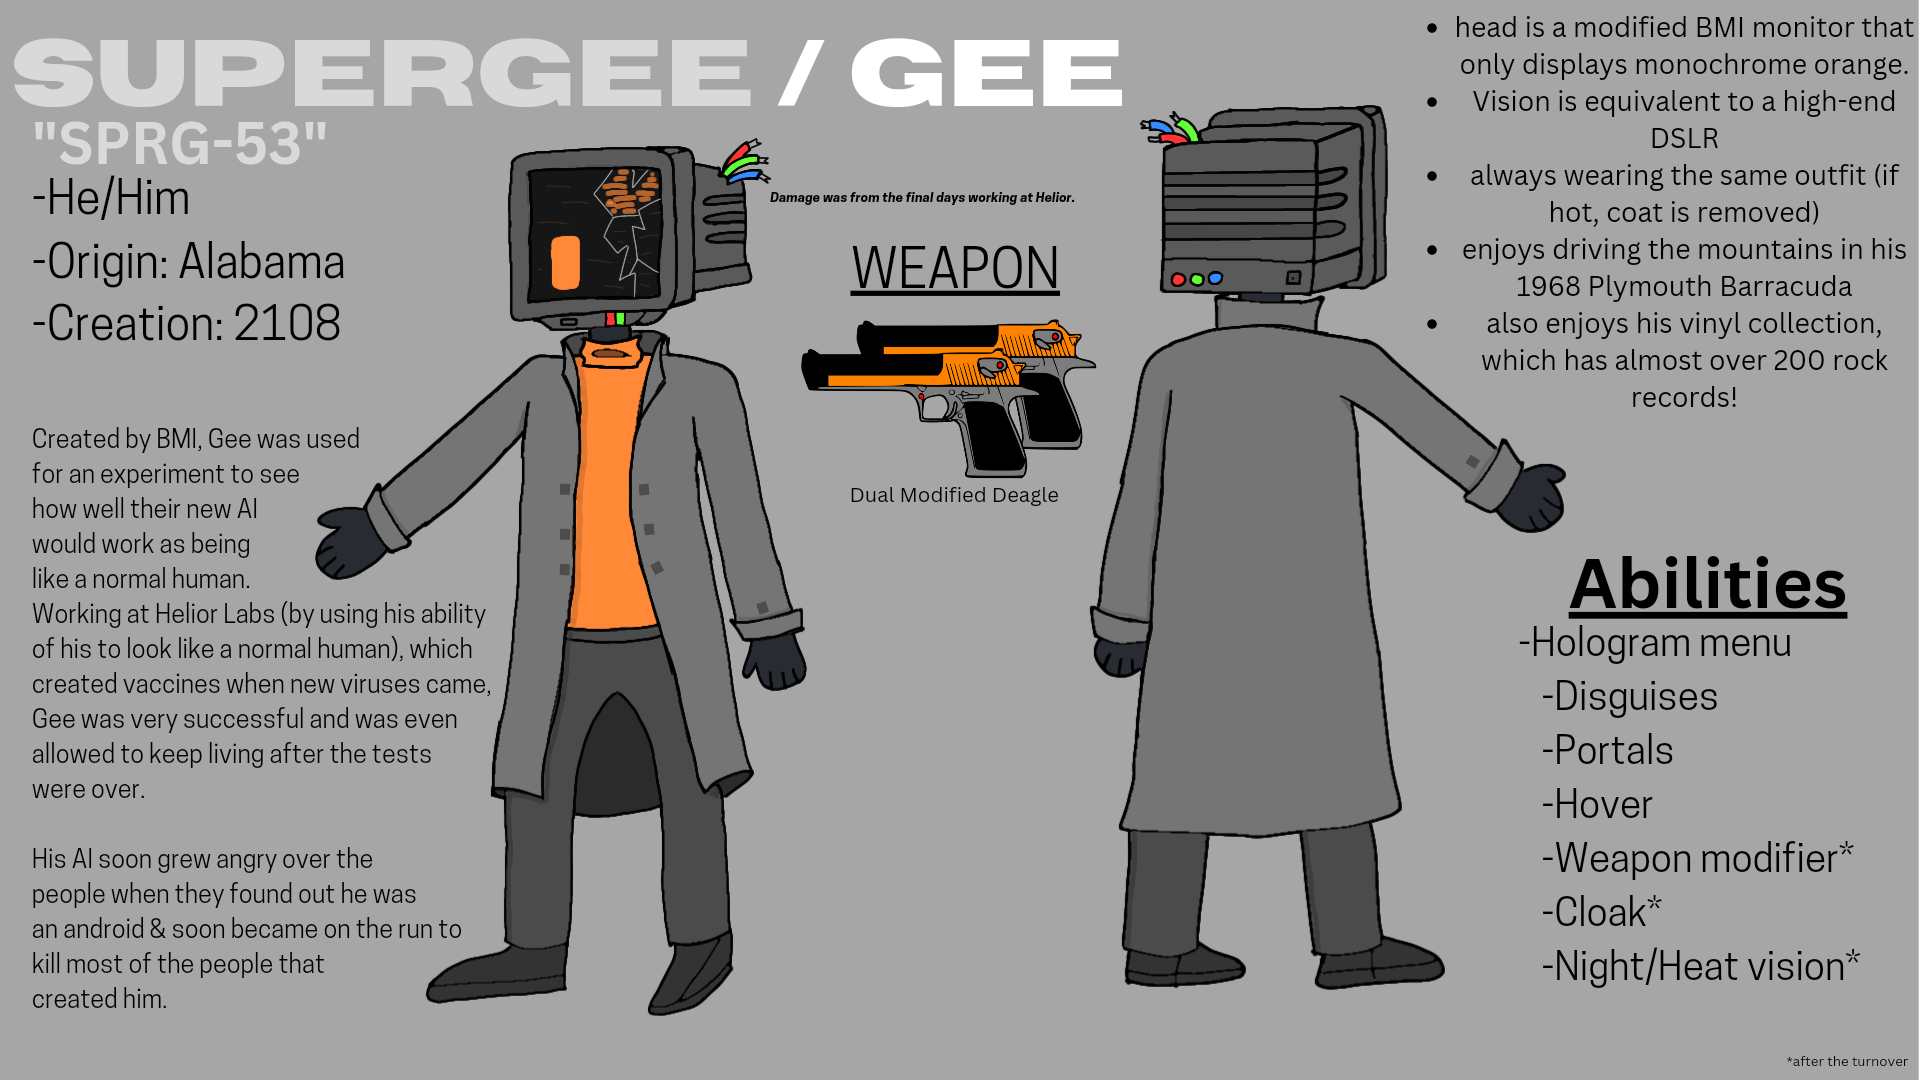 SUPERGEE / GEE
"SPRG-53"
-He/Him
-Origin: Alabama
-Creation: 2108
Created by BMI, Gee was used
for an experiment to see
how well their new AI
would work as being
like a normal human.
Working at Helior Labs (by using his ability
of his to look like a normal human), which
created vaccines when new viruses came,
Gee was very successful and was even
allowed to keep living after the tests
were over.
His AI soon grew angry over the
people when they found out he was
an android & soon became on the run to
kill most of the people that
created him.
Damage was from the final days working at Helior.
WEAPON
Dual Modified Deagle
• head is a modified BMI monitor that
only displays monochrome orange.
• Vision is equivalent to a high-end
DSLR
• always wearing the same outfit (if
hot, coat is removed)
• enjoys driving the mountains in his
1968 Plymouth Barracuda
• also enjoys his vinyl collection,
which has almost over 200 rock
records!
Abilities
-Hologram menu
-Disguises
-Portals
-Hover
-Weapon modifier*
-Cloak*
-Night/Heat vision*
*after the turnover